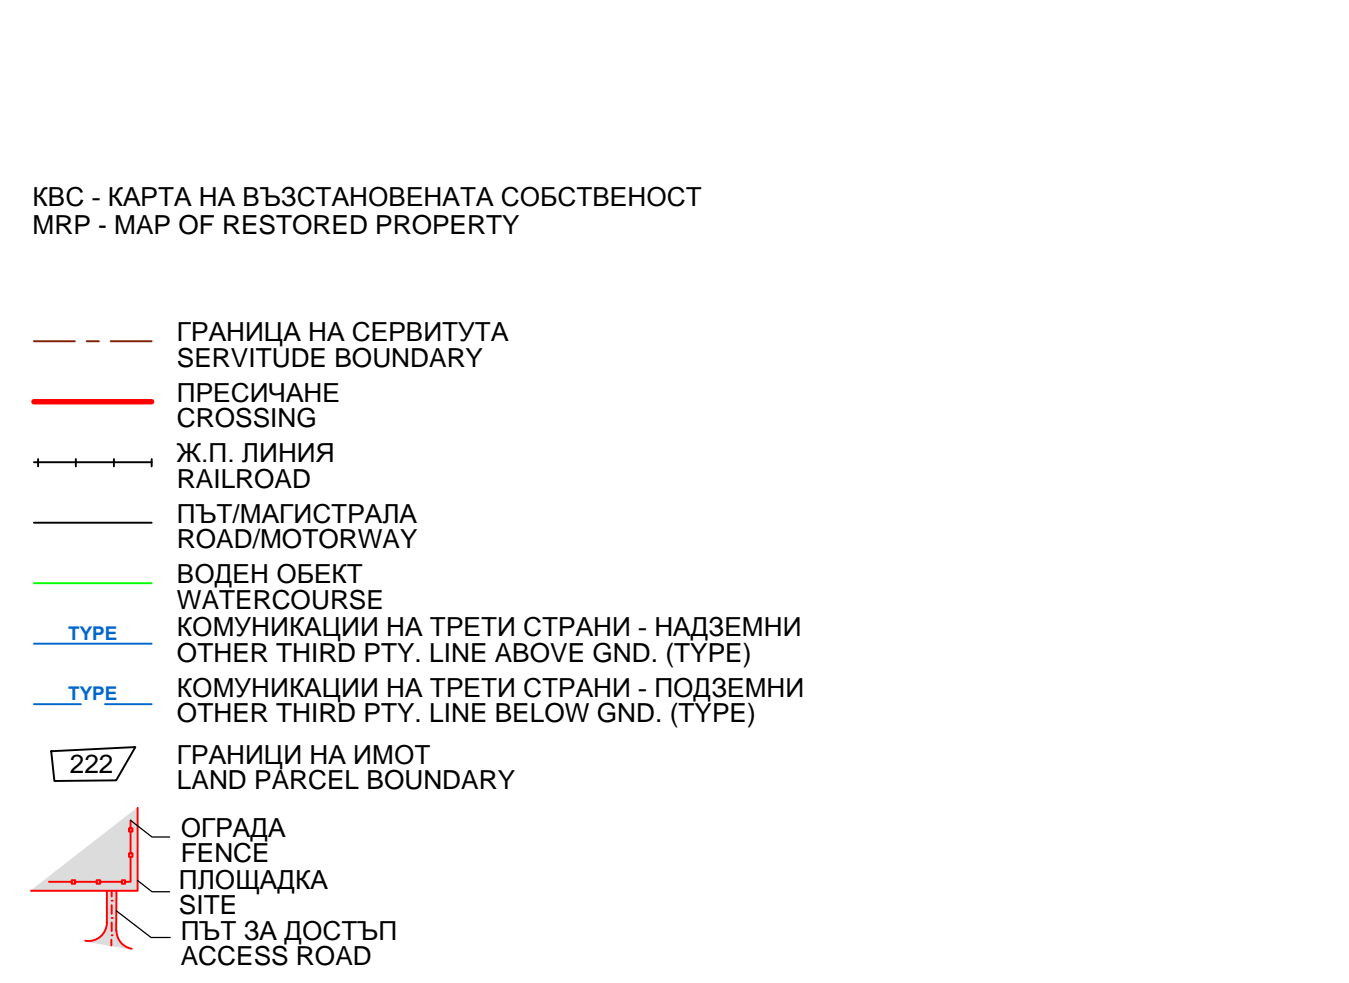 КВС - КАРТА НА ВЪЗСТАНОВЕНАТА СОБСТВЕНОСТ
MRP - MAP OF RESTORED PROPERTY
ГРАНИЦА НА СЕРВИТУТА
SERVITUDE BOUNDARY
ПРЕСИЧАНЕ
CROSSING
Ж.П. ЛИНИЯ
RAILROAD
ПЪТ/МАГИСТРАЛА
ROAD/MOTORWAY
ВОДЕН ОБЕКТ
WATERCOURSE
TYPE
КОМУНИКАЦИИ НА ТРЕТИ СТРАНИ - НАДЗЕМНИ
OTHER THIRD PTY. LINE ABOVE GND. (TYPE)
TYPE
КОМУНИКАЦИИ НА ТРЕТИ СТРАНИ - ПОДЗЕМНИ
OTHER THIRD PTY. LINE BELOW GND. (TYPE)
222
ГРАНИЦИ НА ИМОТ
LAND PARCEL BOUNDARY
ОГРАДА
FENCE
ПЛОЩАДКА
SITE
ПЪТ ЗА ДОСТЪП
ACCESS ROAD